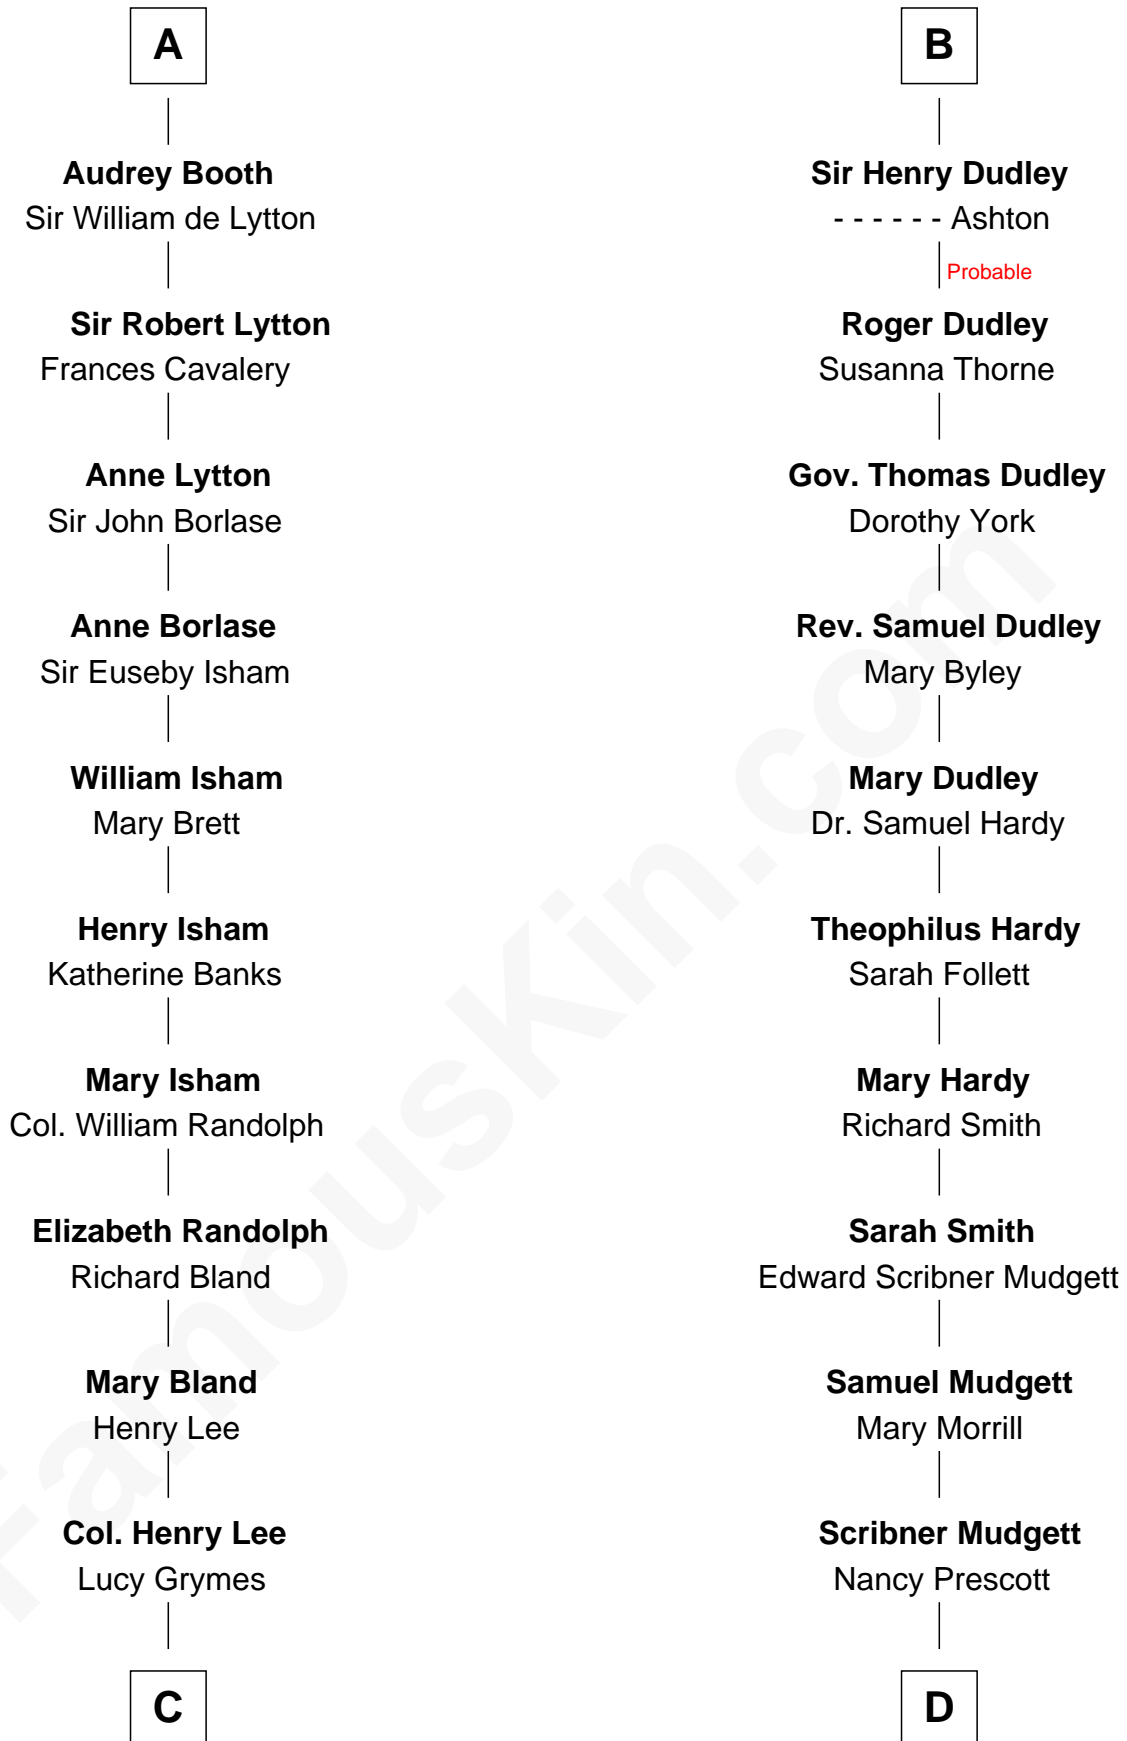 A
Audrey Booth
Sir William de Lytton
Sir Robert Lytton
Frances Cavalery
Anne Lytton
Sir John Borlase
Anne Borlase
Sir Euseby Isham
William Isham
Mary Brett
Henry Isham
Katherine Banks
Mary Isham
Col. William Randolph
Elizabeth Randolph
Richard Bland
Mary Bland
Henry Lee
Col. Henry Lee
Lucy Grymes
C
B
Sir Henry Dudley
- - - - - - Ashton
Probable
Roger Dudley
Susanna Thorne
Gov. Thomas Dudley
Dorothy York
Rev. Samuel Dudley
Mary Byley
Mary Dudley
Dr. Samuel Hardy
Theophilus Hardy
Sarah Follett
Mary Hardy
Richard Smith
Sarah Smith
Edward Scribner Mudgett
Samuel Mudgett
Mary Morrill
Scribner Mudgett
Nancy Prescott
D
FamousKin.com